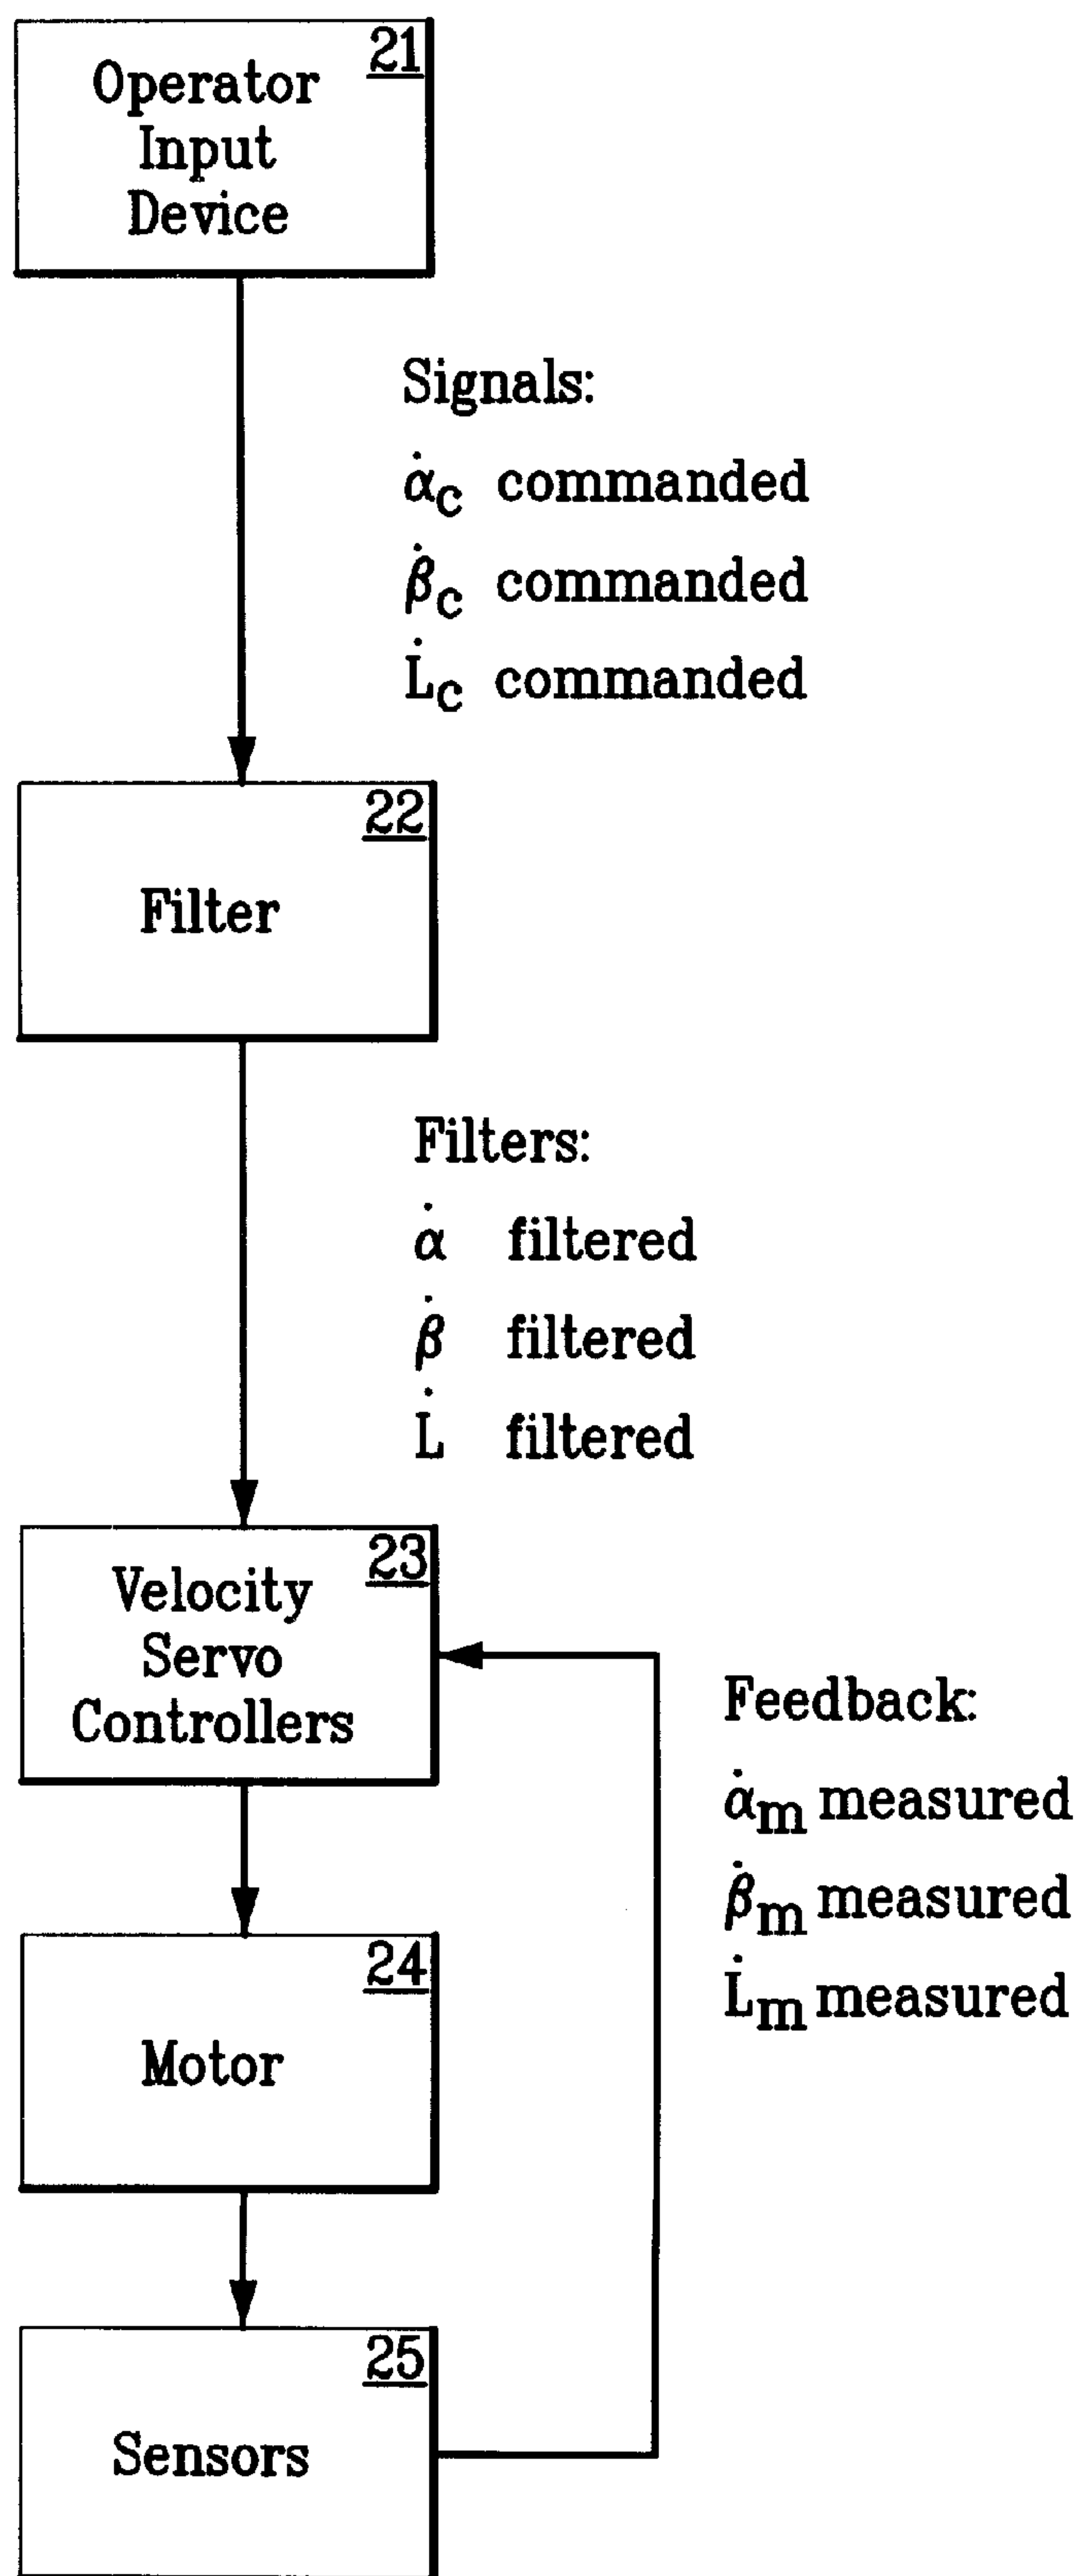 21
Operator
Input
Device
Signals:
α̇c commanded
β̇c commanded
L̇c commanded
22
Filter
Filters:
α̇ filtered
β̇ filtered
L̇ filtered
23
Velocity
Servo
Controllers
Feedback:
α̇m measured
β̇m measured
L̇m measured
24
Motor
25
Sensors